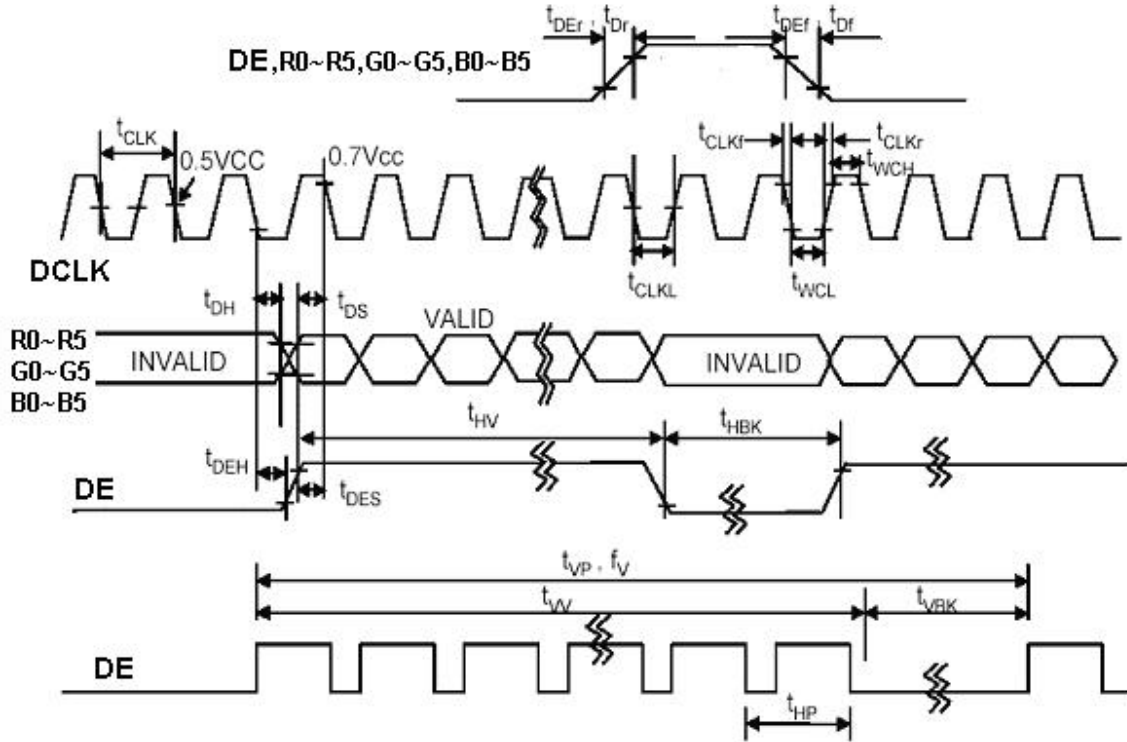 tDEr , tDr
tDEf , tDf
DE,R0~R5,G0~G5,B0~B5
tCLK
0.5VCC
0.7Vcc
tCLKf
tCLKr
tWCH
DCLK
tCLKL
tWCL
tDH
tDS
VALID
R0~R5
G0~G5
B0~B5
INVALID
INVALID
tHV
tHBK
tDEH
DE
tDES
tVP , fV
tVV
tVBK
DE
tHP